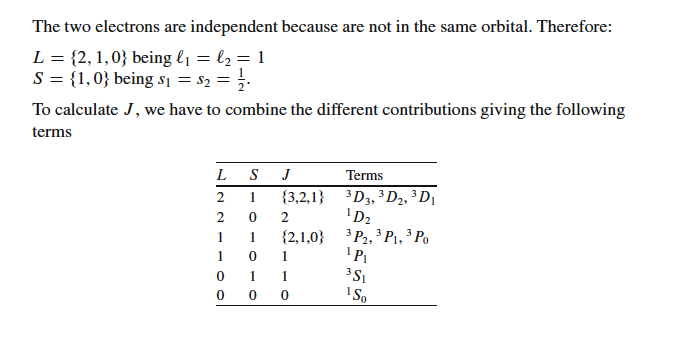 The two electrons are independent because are not in the same orbital. Therefore:
L = {2, 1, 0} being ℓ₁ = ℓ₂ = 1
S = {1, 0} being s₁ = s₂ = 1/2.
To calculate J, we have to combine the different contributions giving the following
terms
L S J Terms
2 1 {3,2,1} ³D₃, ³D₂, ³D₁
2 0 2 ¹D₂
1 1 {2,1,0} ³P₂, ³P₁, ³P₀
1 0 1 ¹P₁
0 1 1 ³S₁
0 0 0 ¹S₀